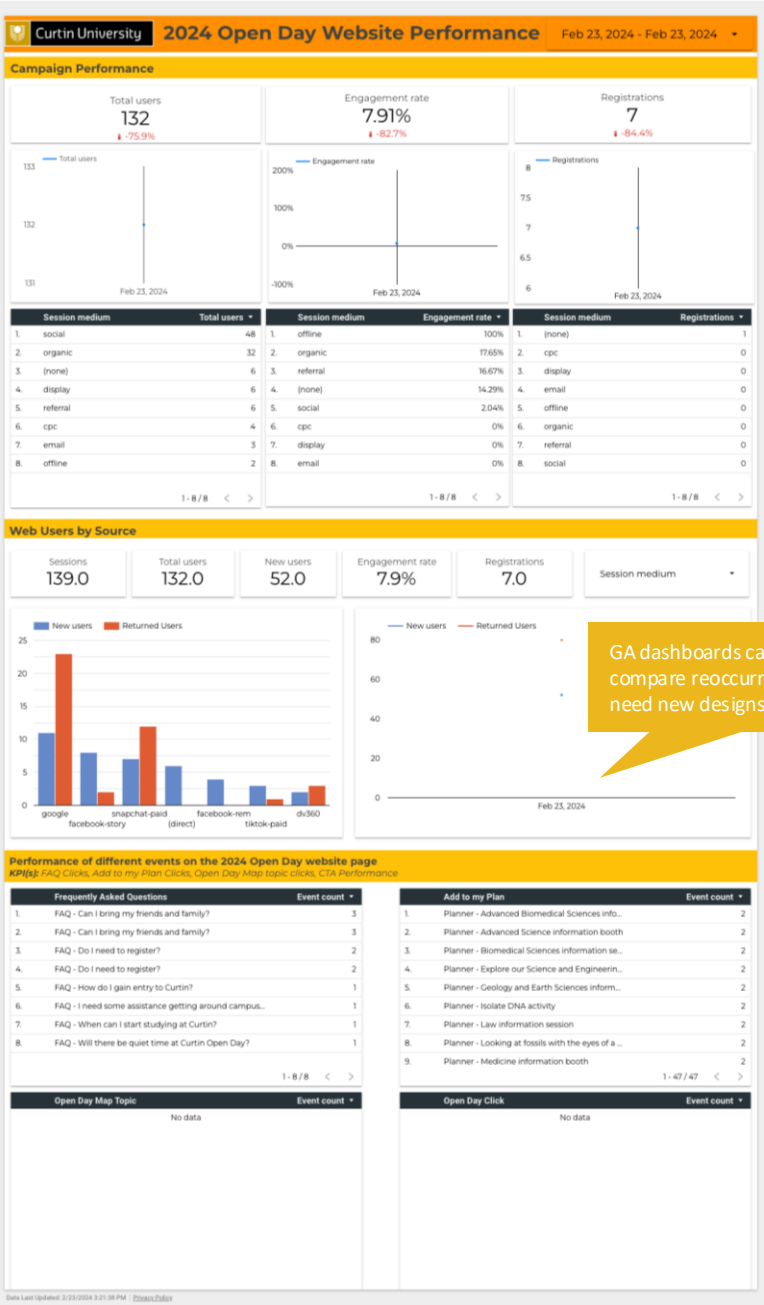 Curtin University 2024 Open Day Website Performance Feb 23, 2024 - Feb 23, 2024
Campaign Performance
Total users Engagement rate Registrations
132 7.91% 7
-75.9% -82.7% -84.4%
Total users Engagement rate Registrations
133 200% 8
7.5
132 100% 7
0% 6.5
131 -100% 6
Feb 23, 2024 Feb 23, 2024 Feb 23, 2024
Session medium Total users Session medium Engagement rate Session medium Registrations
1. social 48 1. offline 100% 1. (none) 1
2. organic 32 2. organic 17.65% 2. cpc 0
3. (none) 6 3. referral 16.67% 3. display 0
4. display 6 4. (none) 14.29% 4. email 0
5. referral 6 5. social 2.04% 5. offline 0
6. cpc 4 6. cpc 0% 6. organic 0
7. email 3 7. display 0% 7. referral 0
8. offline 2 8. email 0% 8. social 0
1 - 8 / 8 1 - 8 / 8 1 - 8 / 8
Web Users by Source
Sessions Total users New users Engagement rate Registrations
139.0 132.0 52.0 7.9% 7.0
Session medium
New users Returned Users
25
20
15
10
5
0
google snapchat-paid facebook-rem dv360
facebook-story (direct) tiktok-paid
New users Returned Users
80
60
40
20
0
Feb 23, 2024
GA dashboards ca
compare reoccurr
need new designs
Performance of different events on the 2024 Open Day website page
KPI(s): FAQ Clicks, Add to my Plan Clicks, Open Day Map topic clicks, CTA Performance
Frequently Asked Questions Event count
1. FAQ - Can I bring my friends and family? 3
2. FAQ - Can I bring my friends and family? 3
3. FAQ - Do I need to register? 2
4. FAQ - Do I need to register? 2
5. FAQ - How do I gain entry to Curtin? 1
6. FAQ - I need some assistance getting around campus... 1
7. FAQ - When can I start studying at Curtin? 1
8. FAQ - Will there be quiet time at Curtin Open Day? 1
1 - 8 / 8
Add to my Plan Event count
1. Planner - Advanced Biomedical Sciences info... 2
2. Planner - Advanced Science information booth 2
3. Planner - Biomedical Sciences information se... 2
4. Planner - Explore our Science and Engineerin... 2
5. Planner - Geology and Earth Sciences inform... 2
6. Planner - Isolate DNA activity 2
7. Planner - Law information session 2
8. Planner - Looking at fossils with the eyes of a ... 2
9. Planner - Medicine information booth 2
1 - 47 / 47
Open Day Map Topic Event count
No data
Open Day Click Event count
No data
Data Last Updated: 2/23/2024 3:21:38 PM | Privacy Policy